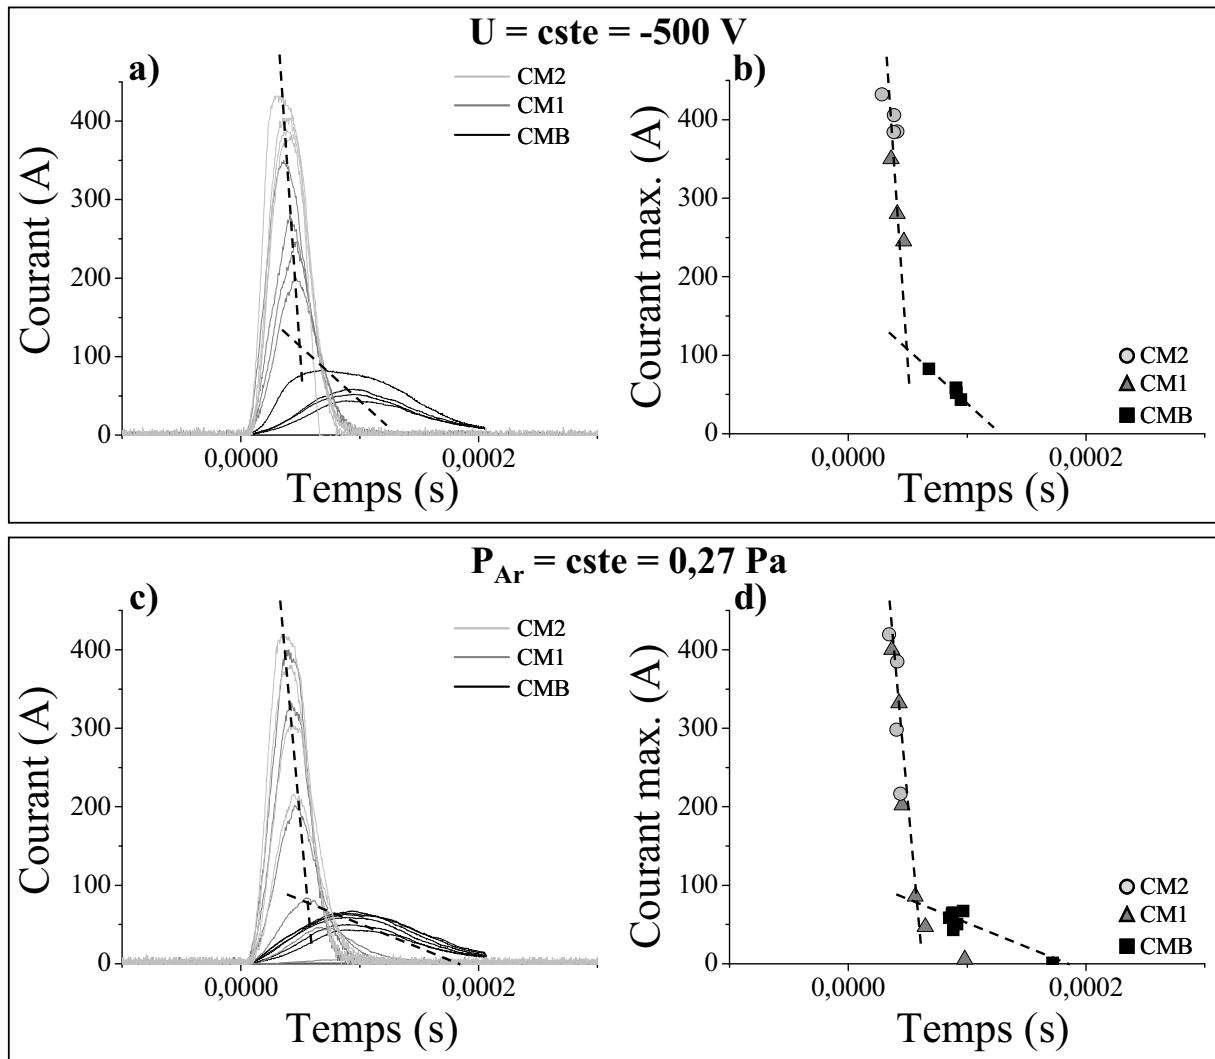 U = cste = -500 V
a)
CM2
CM1
CMB
Courant (A)
400
300
200
100
0
0,0000
0,0002
Temps (s)
b)
Courant max. (A)
400
300
200
100
0
CM2
CM1
CMB
0,0000
0,0002
Temps (s)
P_Ar = cste = 0,27 Pa
c)
CM2
CM1
CMB
Courant (A)
400
300
200
100
0
0,0000
0,0002
Temps (s)
d)
Courant max. (A)
400
300
200
100
0
CM2
CM1
CMB
0,0000
0,0002
Temps (s)